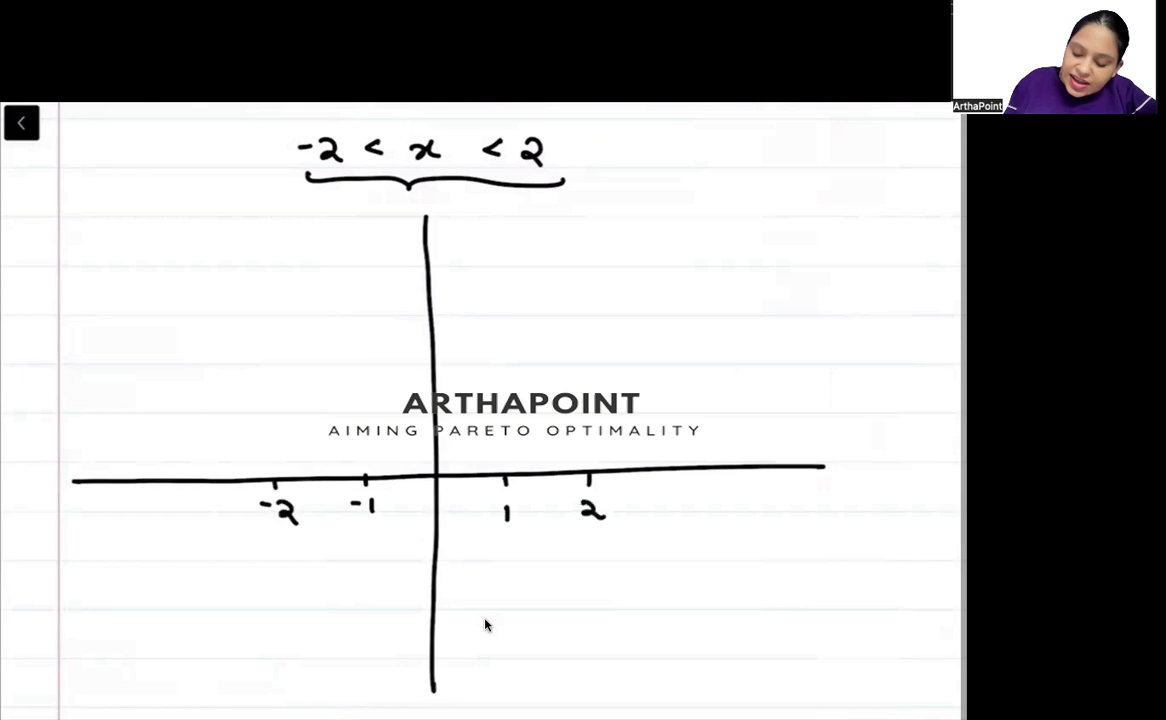 ArthaPoint
-2 < x < 2
ARTHAPOINT
AIMING PARETO OPTIMALITY
-2 -1 1 2